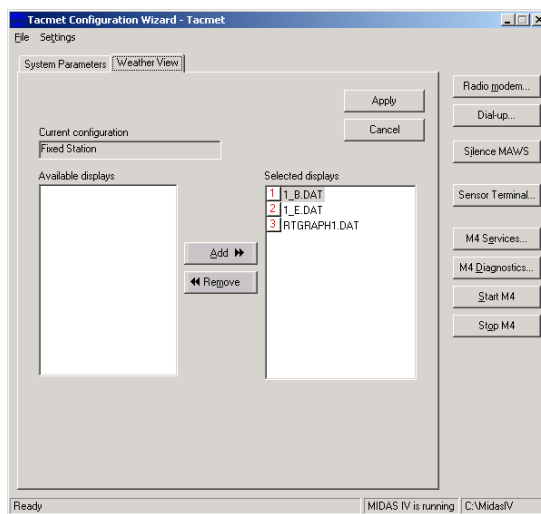 Tacmet Configuration Wizard - Tacmet
File Settings
System Parameters Weather View
Apply
Cancel
Current configuration
Fixed Station
Available displays
Selected displays
1 1_B.DAT
2 1_E.DAT
3 RTGRAPH1.DAT
Add
Remove
Radio modem...
Dial-up...
Silence MAWS
Sensor Terminal...
M4 Services...
M4 Diagnostics...
Start M4
Stop M4
Ready MIDAS IV is running C:\MidasIV